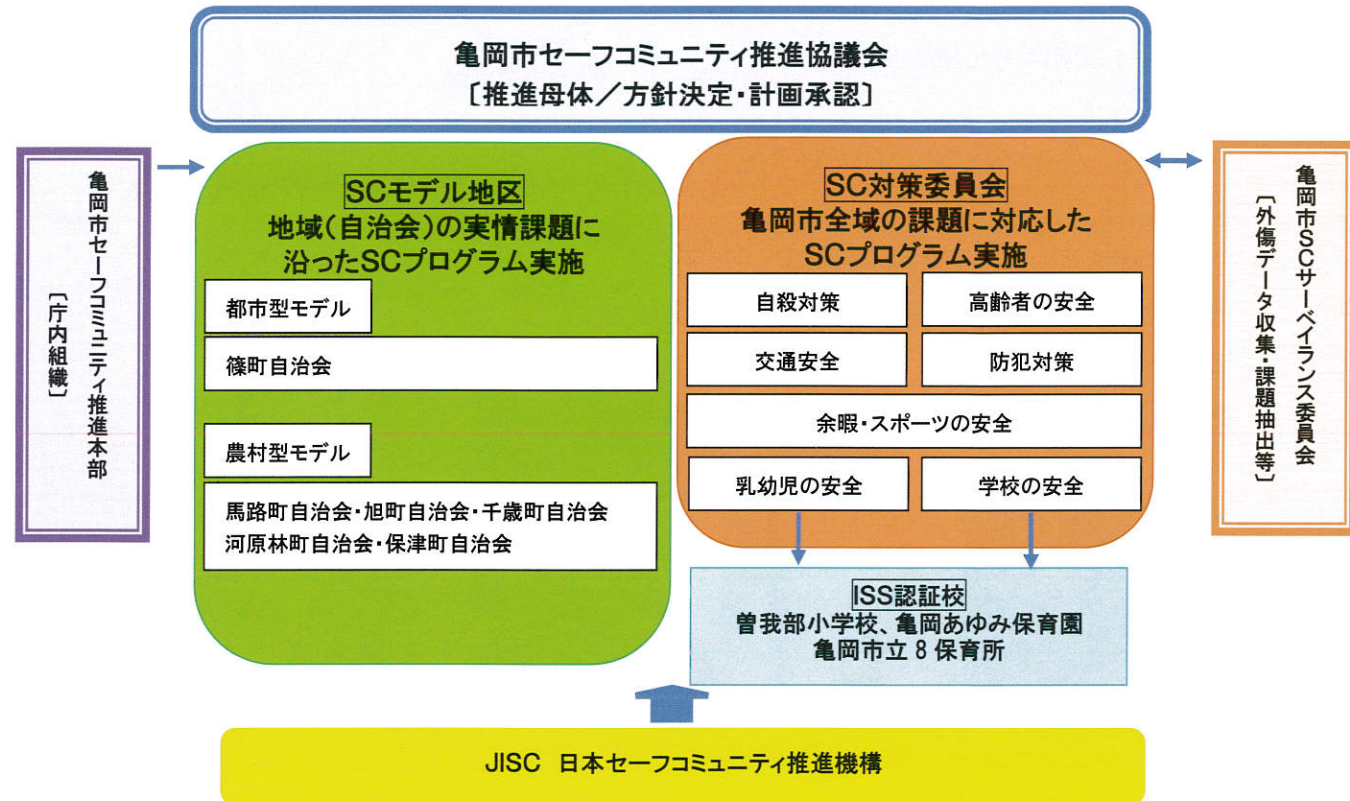 亀岡市セーフコミュニティ推進協議会
〔推進母体／方針決定・計画承認〕
亀岡市セーフコミュニティ推進本部
〔庁内組織〕
SCモデル地区
地域（自治会）の実情課題に
沿ったSCプログラム実施
都市型モデル
篠町自治会
農村型モデル
馬路町自治会・旭町自治会・千歳町自治会
河原林町自治会・保津町自治会
SC対策委員会
亀岡市全域の課題に対応した
SCプログラム実施
自殺対策
高齢者の安全
交通安全
防犯対策
余暇・スポーツの安全
乳幼児の安全
学校の安全
ISS認証校
曽我部小学校、亀岡あゆみ保育園
亀岡市立8保育所
亀岡市SCサーベイランス委員会
〔外傷データ収集・課題抽出等〕
JISC 日本セーフコミュニティ推進機構